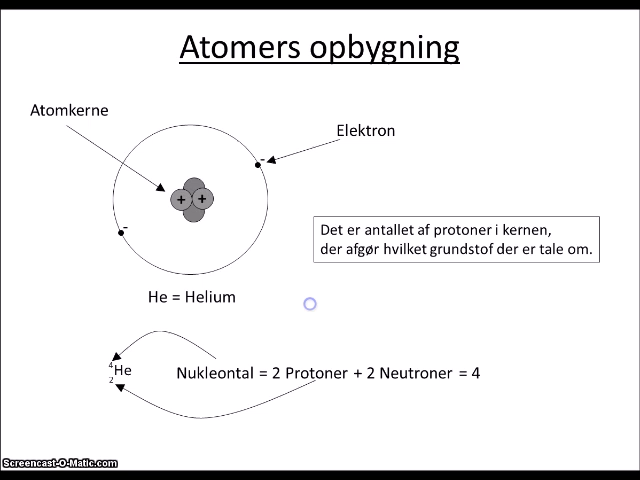 Atomers opbygning
Atomkerne
Elektron
-
+ +
-
Det er antallet af protoner i kernen,
der afgør hvilket grundstof der er tale om.
He = Helium
4
2
He
Nukleontal = 2 Protoner + 2 Neutroner = 4
Screencast-O-Matic.com